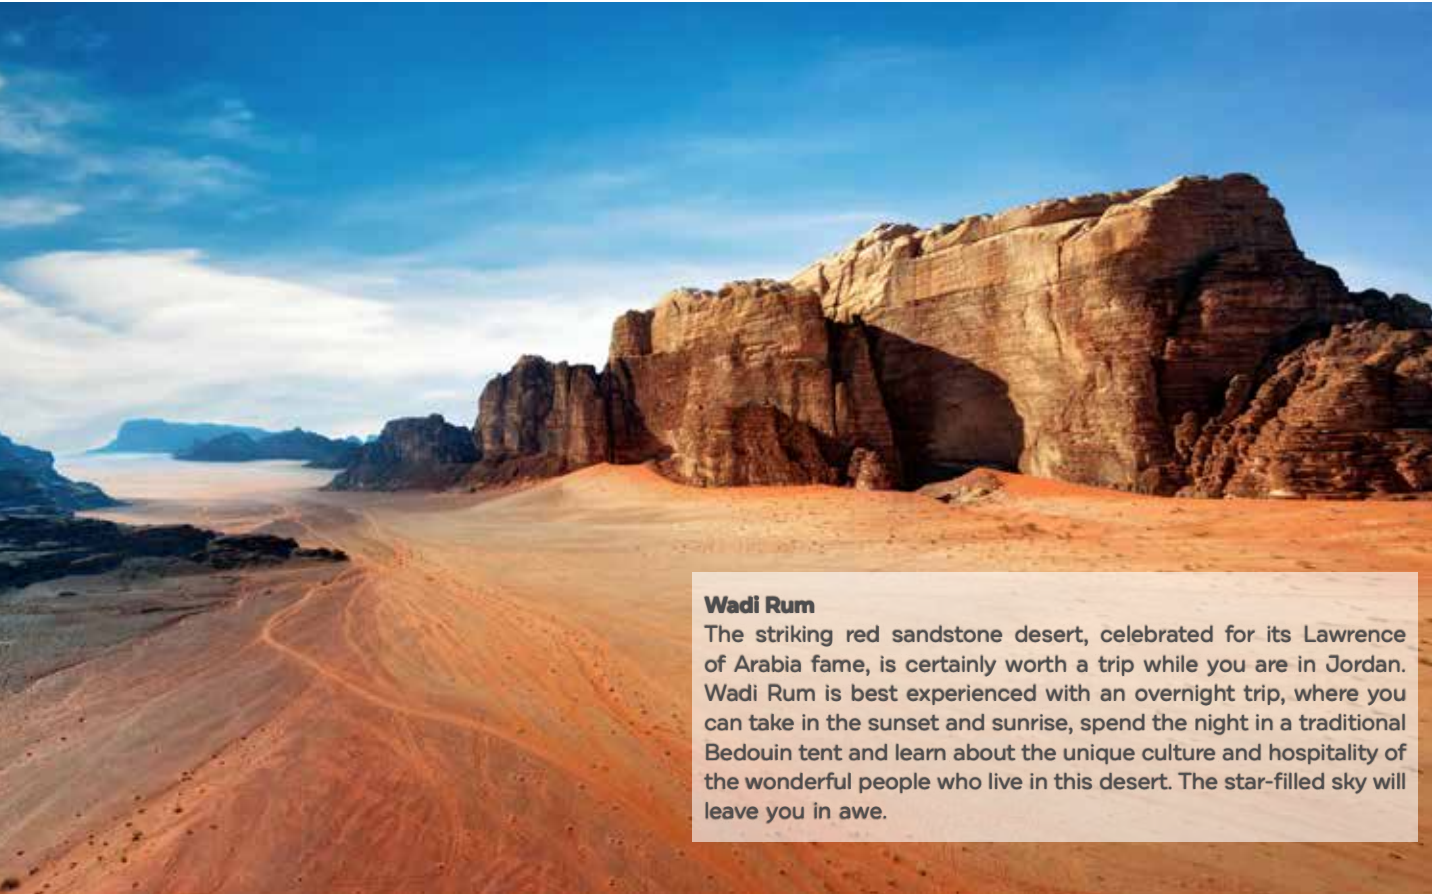 Wadi Rum
The striking red sandstone desert, celebrated for its Lawrence
of Arabia fame, is certainly worth a trip while you are in Jordan.
Wadi Rum is best experienced with an overnight trip, where you
can take in the sunset and sunrise, spend the night in a traditional
Bedouin tent and learn about the unique culture and hospitality of
the wonderful people who live in this desert. The star-filled sky will
leave you in awe.